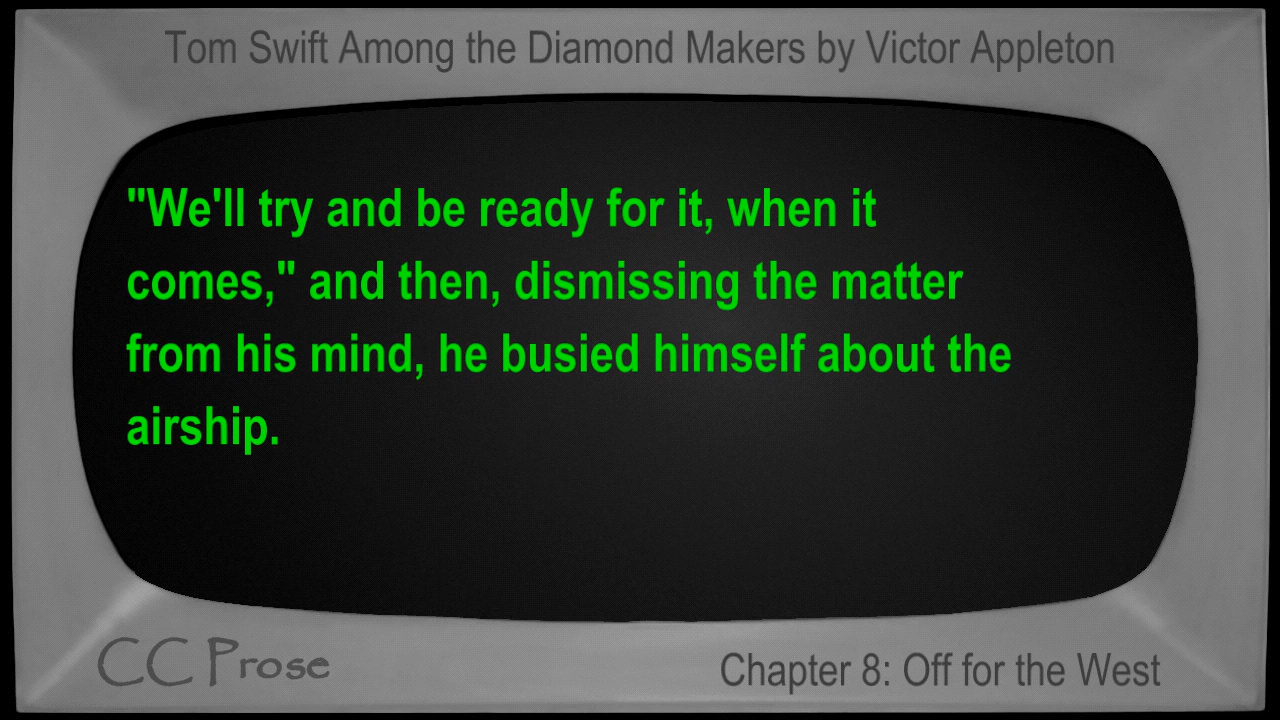 Tom Swift Among the Diamond Makers by Victor Appleton
"We'll try and be ready for it, when it
comes," and then, dismissing the matter
from his mind, he busied himself about the
airship.
CC Prose
Chapter 8: Off for the West